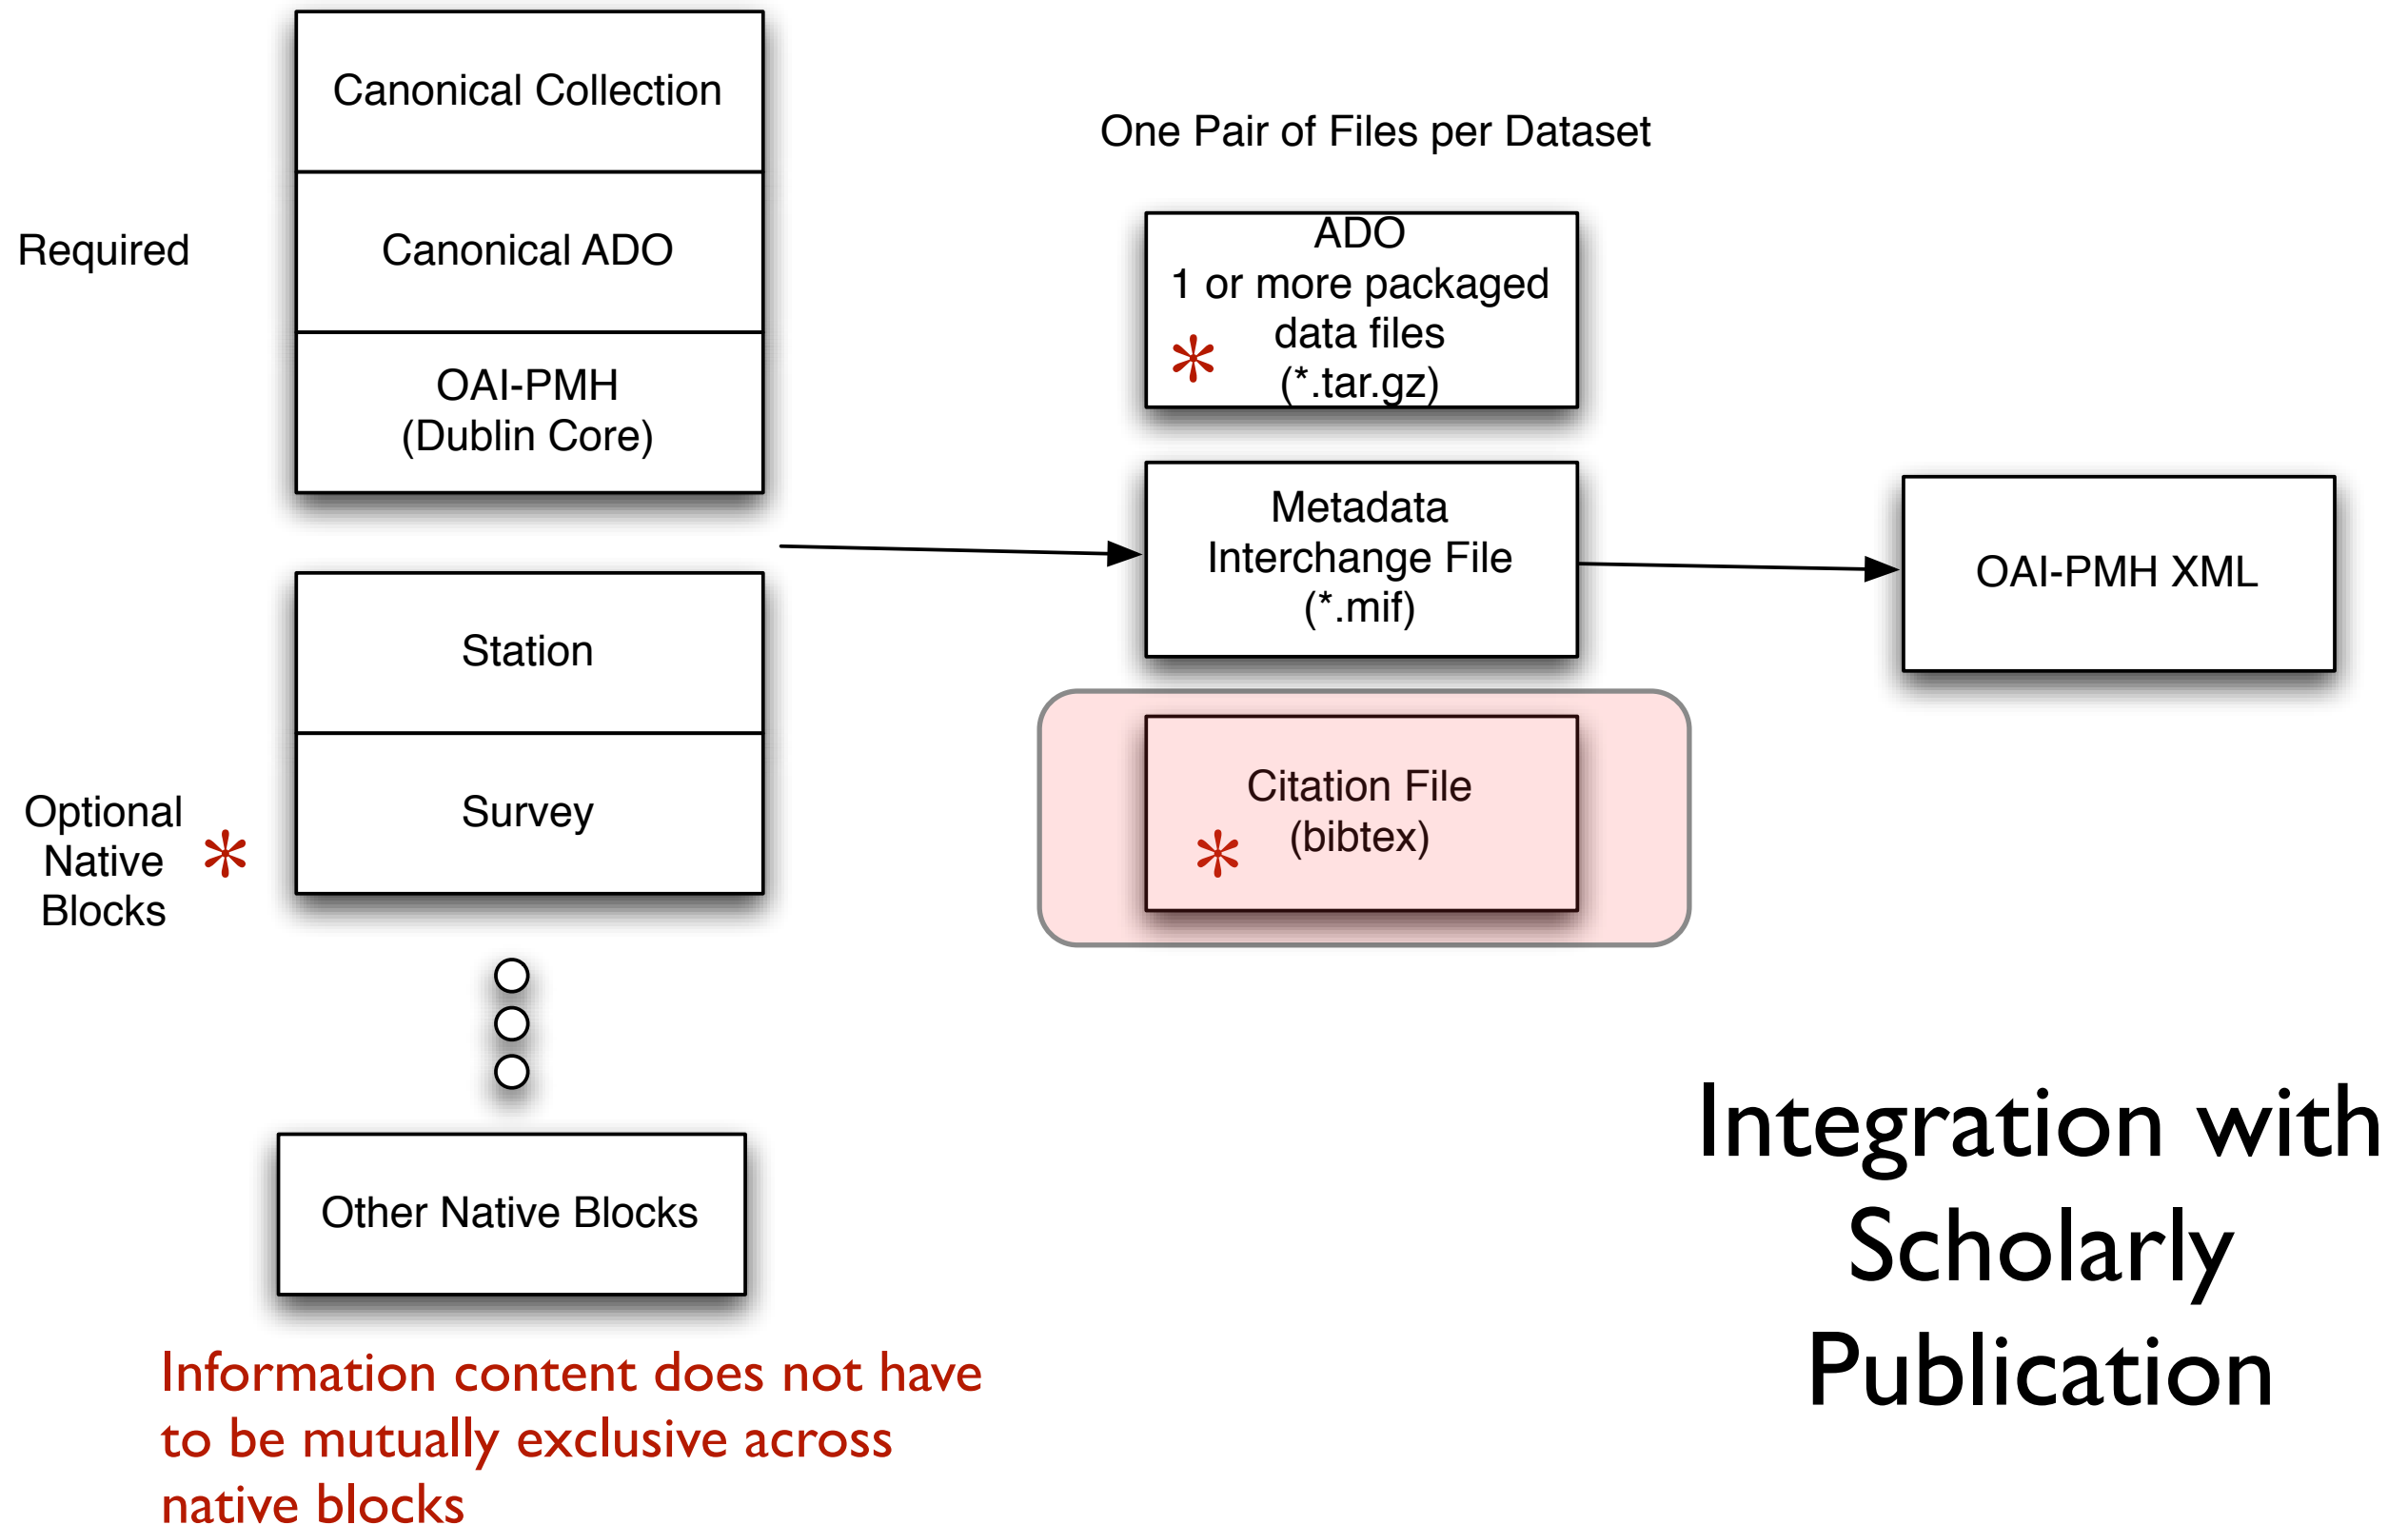 Canonical Collection
Required
Canonical ADO
OAI-PMH
(Dublin Core)
Station
Optional
Native
Blocks
*
Survey
Other Native Blocks
Information content does not have
to be mutually exclusive across
native blocks
One Pair of Files per Dataset
ADO
1 or more packaged
data files
(*.tar.gz)
*
Metadata
Interchange File
(*.mif)
Citation File
(bibtex)
*
OAI-PMH XML
Integration with
Scholarly
Publication